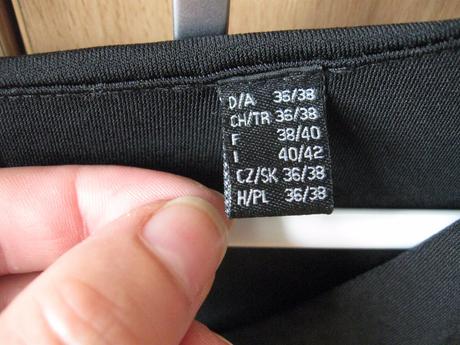 D/A 36/38
CH/TR 36/38
F 38/40
I 40/42
CZ/SK 36/38
H/PL 36/38